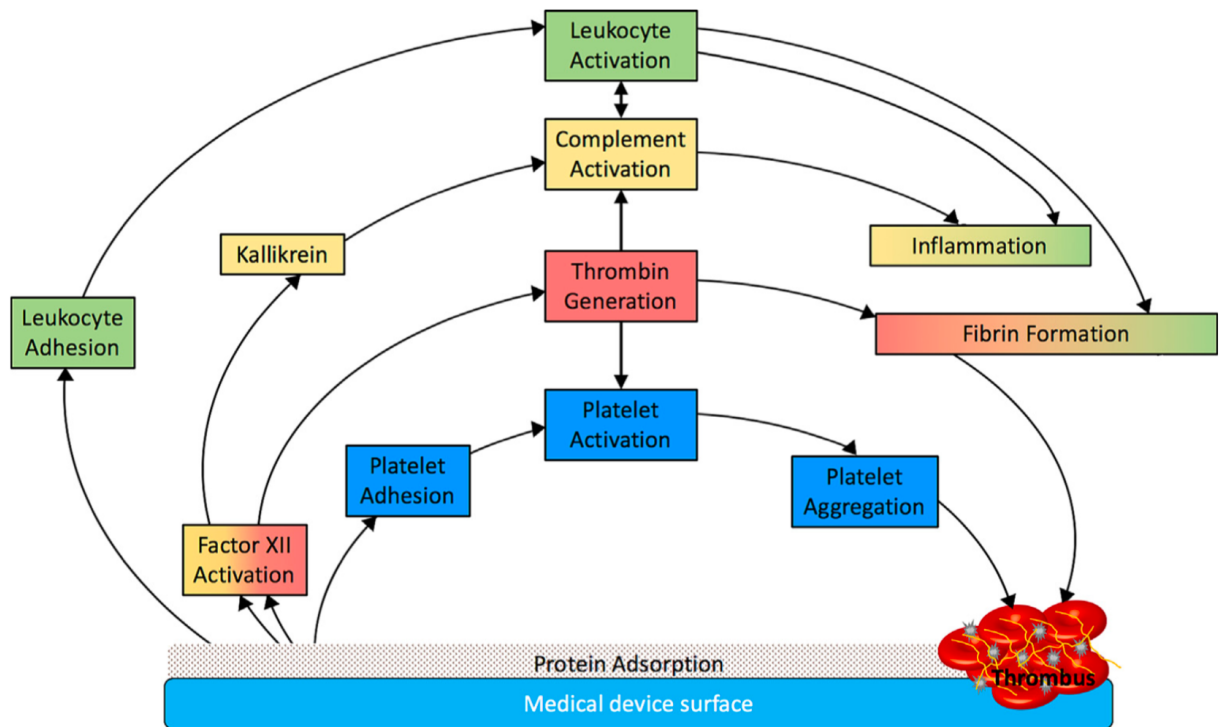 Leukocyte
Activation
Complement
Activation
Kallikrein
Inflammation
Thrombin
Generation
Leukocyte
Adhesion
Fibrin Formation
Platelet
Activation
Platelet
Adhesion
Platelet
Aggregation
Factor XII
Activation
Protein Adsorption
Thrombus
Medical device surface